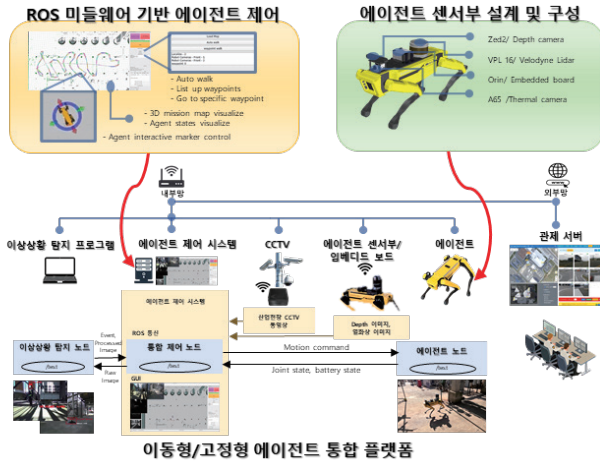 ROS 미들웨어 기반 에이전트 제어
- Auto walk
- List up waypoints
- Go to specific waypoint
- 3D mission map visualize
- Agent states visualize
- Agent interactive marker control
에이전트 센서부 설계 및 구성
Zed2/ Depth camera
VPL 16/ Velodyne Lidar
Orin/ Embedded board
A65 /Thermal camera
내부망
외부망
이상상황 탐지 프로그램
에이전트 제어 시스템
CCTV
에이전트 센서부/
임베디드 보드
에이전트
관제 서버
에이전트 제어 시스템
산업현장 CCTV
동영상
Depth 이미지,
열화상 이미지
ROS 통신
Event,
Processed
Image
이상상황 탐지 노드
통합 제어 노드
에이전트 노드
Motion command
Joint state, battery state
Raw
Image
GUI
이동형/고정형 에이전트 통합 플랫폼